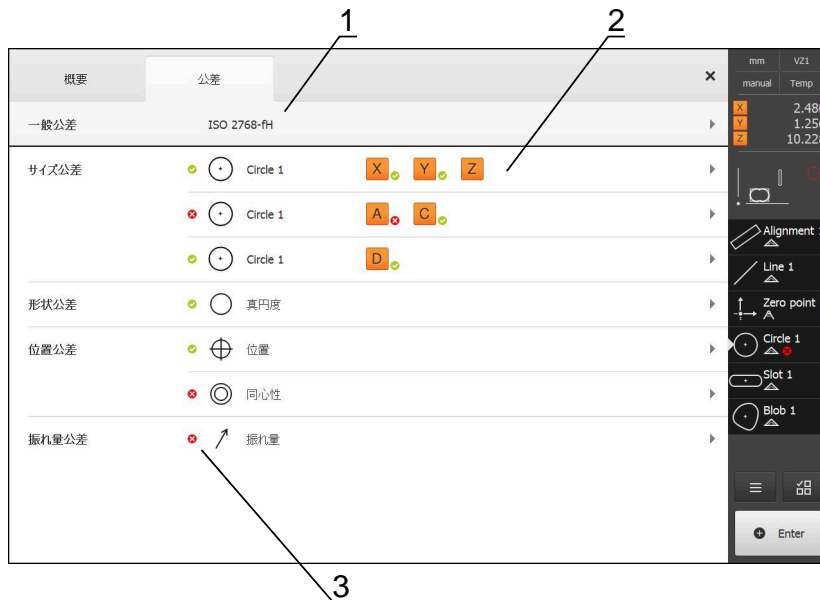 1
2
概要
公差
一般公差
ISO 2768-fH
サイズ公差
Circle 1
X
Y
Z
Circle 1
A
C
Circle 1
D
形状公差
真円度
位置公差
位置
同心性
振れ量公差
振れ量
3
mm
VZ1
manual
Temp
X
2.48
Y
1.25
Z
10.228
Alignment
Line 1
Zero point
Circle 1
Slot 1
Blob 1
Enter